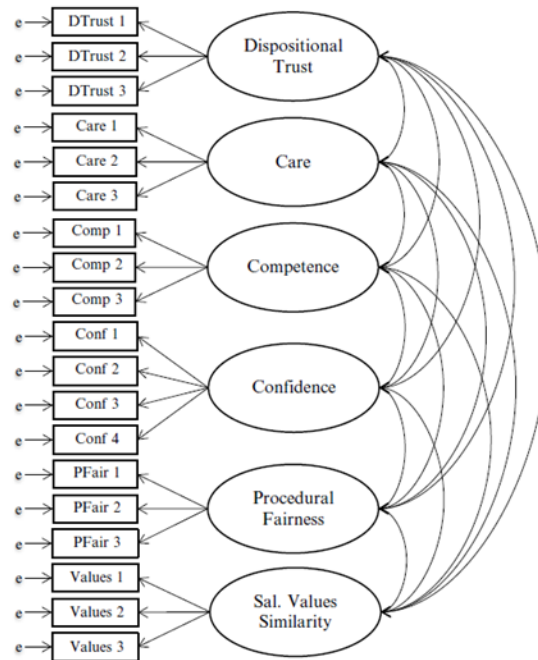 e
DTrust 1
e
DTrust 2
e
DTrust 3
Dispositional
Trust
e
Care 1
e
Care 2
e
Care 3
Care
e
Comp 1
e
Comp 2
e
Comp 3
Competence
e
Conf 1
e
Conf 2
e
Conf 3
e
Conf 4
Confidence
e
PFair 1
e
PFair 2
e
PFair 3
Procedural
Fairness
e
Values 1
e
Values 2
e
Values 3
Sal. Values
Similarity